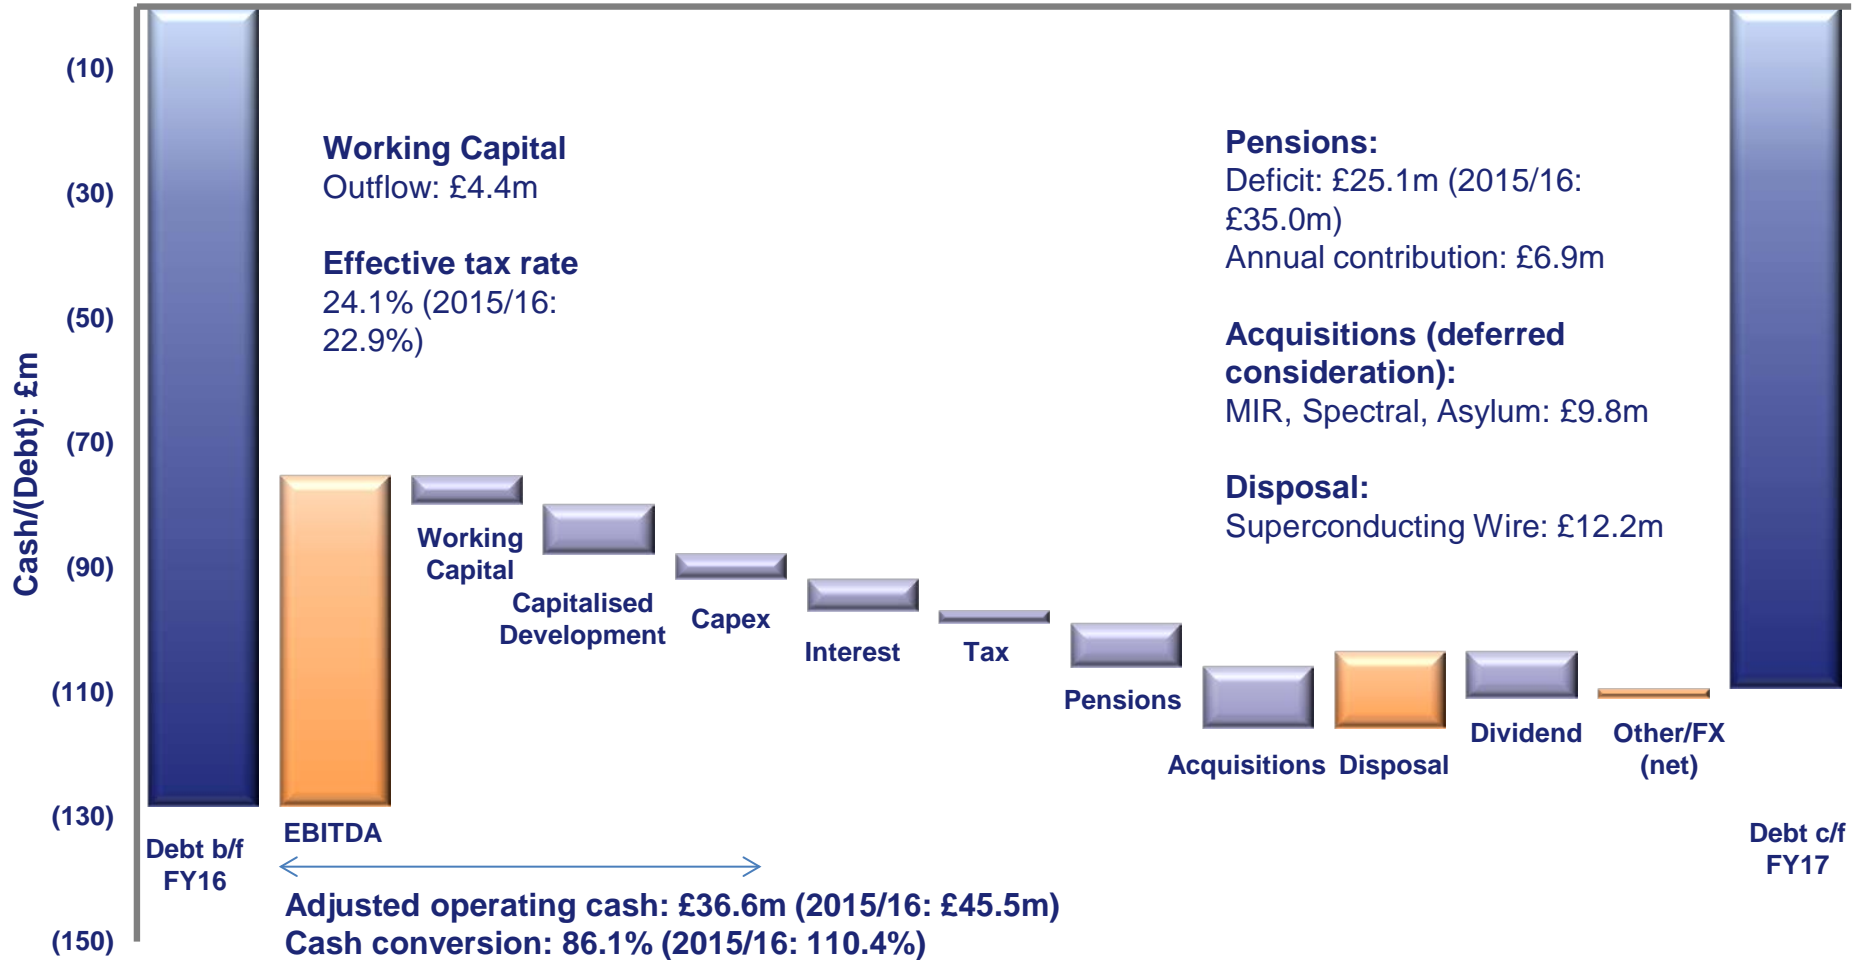 Cash/(Debt): £m
(10)
(30)
(50)
(70)
(90)
(110)
(130)
(150)
Working Capital
Outflow: £4.4m
Effective tax rate
24.1% (2015/16:
22.9%)
Pensions:
Deficit: £25.1m (2015/16:
£35.0m)
Annual contribution: £6.9m
Acquisitions (deferred
consideration):
MIR, Spectral, Asylum: £9.8m
Disposal:
Superconducting Wire: £12.2m
Debt b/f
FY16
EBITDA
Working
Capital
Capitalised
Development
Capex
Interest
Tax
Pensions
Acquisitions
Disposal
Dividend
Other/FX
(net)
Debt c/f
FY17
Adjusted operating cash: £36.6m (2015/16: £45.5m)
Cash conversion: 86.1% (2015/16: 110.4%)